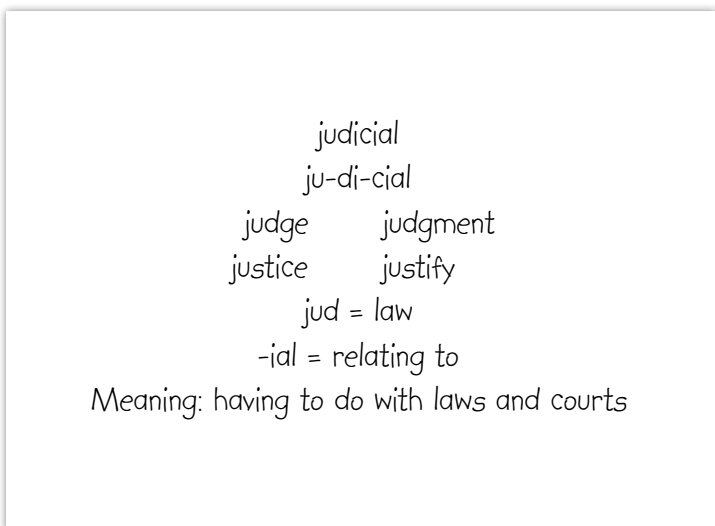 judicial
ju-di-cial
judge judgment
justice justify
jud = law
-ial = relating to
Meaning: having to do with laws and courts